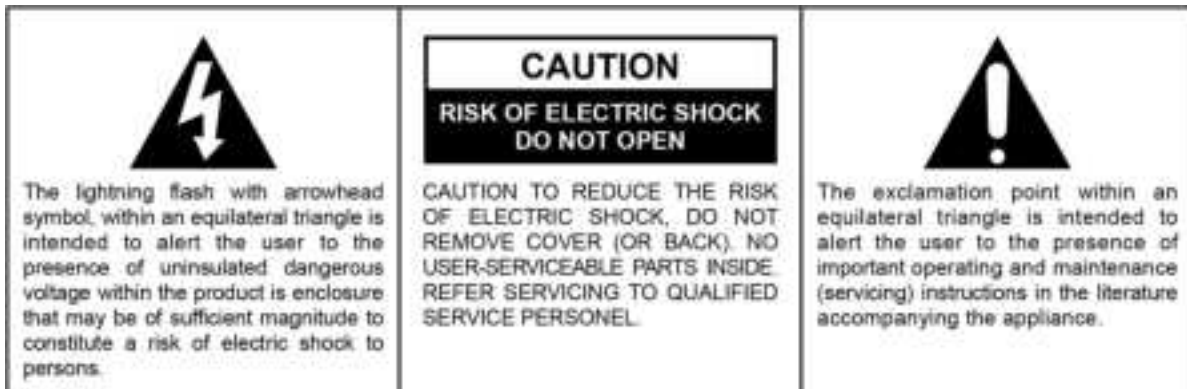 The lightning flash with arrowhead
symbol, within an equilateral triangle is
intended to alert the user to the
presence of uninsulated dangerous
voltage within the product is enclosure
that may be of sufficient magnitude to
constitute a risk of electric shock to
persons.
CAUTION
RISK OF ELECTRIC SHOCK
DO NOT OPEN
CAUTION TO REDUCE THE RISK
OF ELECTRIC SHOCK, DO NOT
REMOVE COVER (OR BACK). NO
USER-SERVICEABLE PARTS INSIDE.
REFER SERVICING TO QUALIFIED
SERVICE PERSONEL.
The exclamation point within an
equilateral triangle is intended to
alert the user to the presence of
important operating and maintenance
(servicing) instructions in the literature
accompanying the appliance.